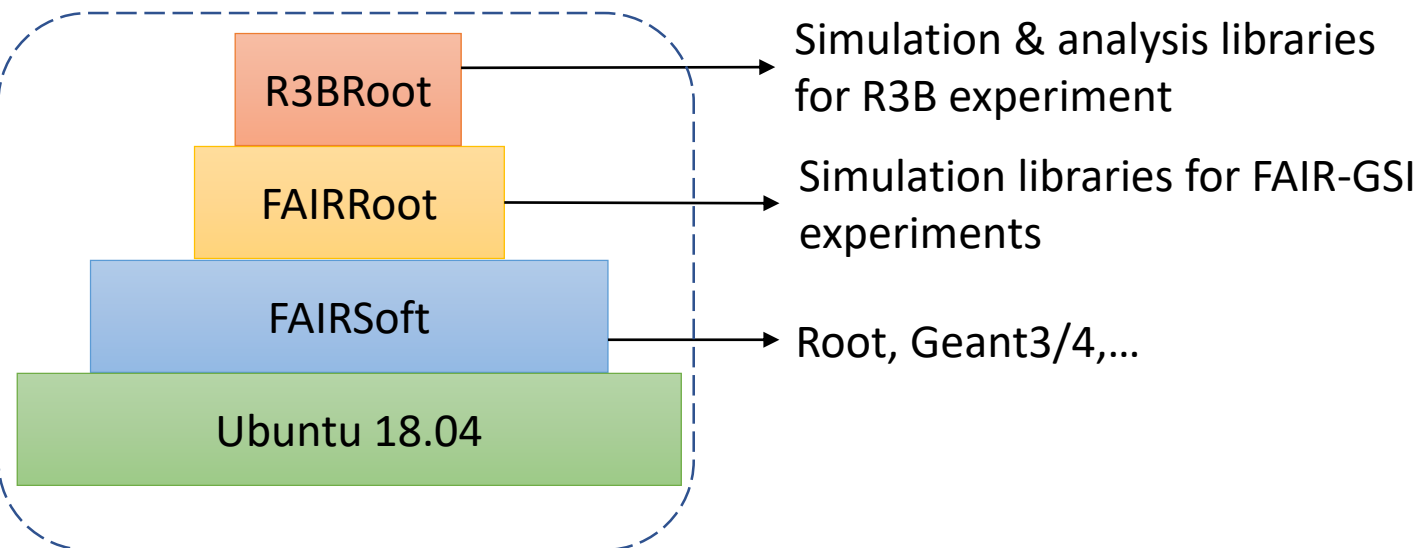 R3BRoot
Simulation & analysis libraries
for R3B experiment
FAIRRoot
Simulation libraries for FAIR-GSI
experiments
FAIRSoft
Root, Geant3/4,...
Ubuntu 18.04